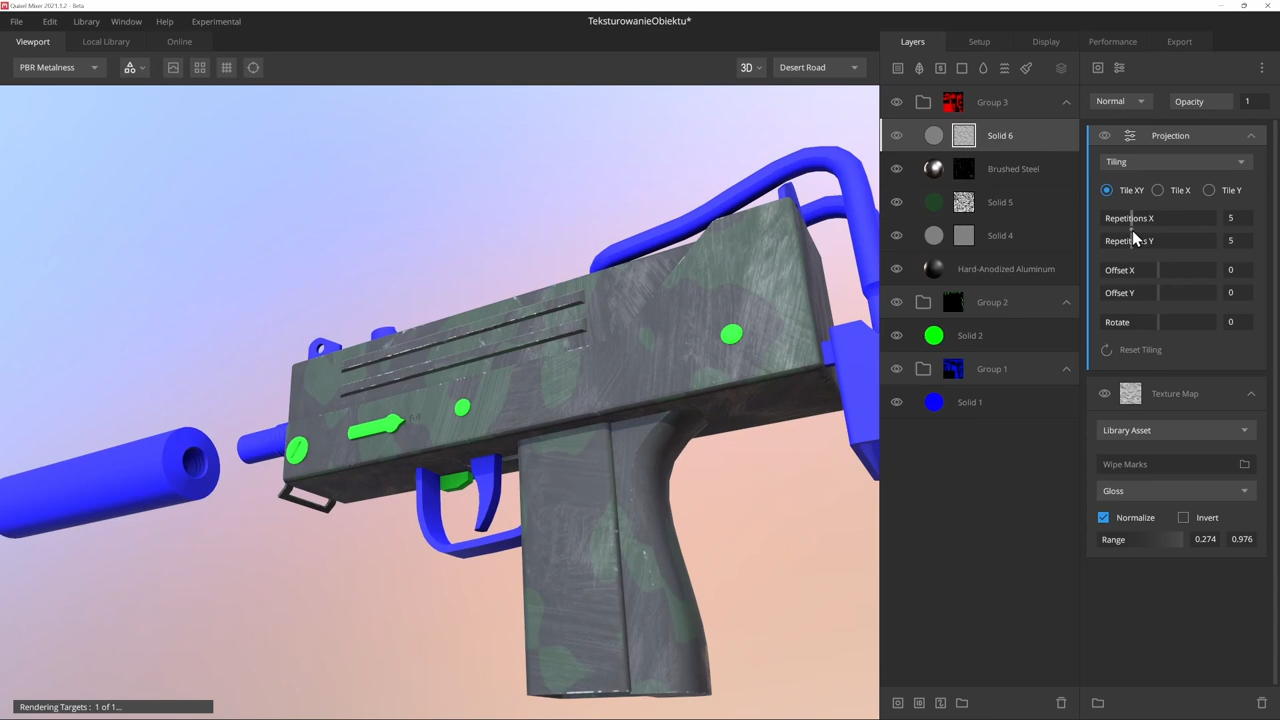 Quixel Mixer 2021.1.2 - Beta
File Edit Library Window Help Experimental
TeksturowanieObiektu*
Viewport Local Library Online
Layers Setup Display Performance Export
PBR Metalness
3D
Desert Road
Group 3
Normal
Opacity
1
Solid 6
Projection
Tiling
Brushed Steel
Tile XY
Tile X
Tile Y
Solid 5
Repetitions X
5
Solid 4
Repetitions Y
5
Hard-Anodized Aluminum
Offset X
0
Offset Y
0
Group 2
Rotate
0
Solid 2
Reset Tiling
Group 1
Texture Map
Solid 1
Library Asset
Wipe Marks
Gloss
Normalize
Invert
Range
0.274
0.976
Rendering Targets : 1 of 1...